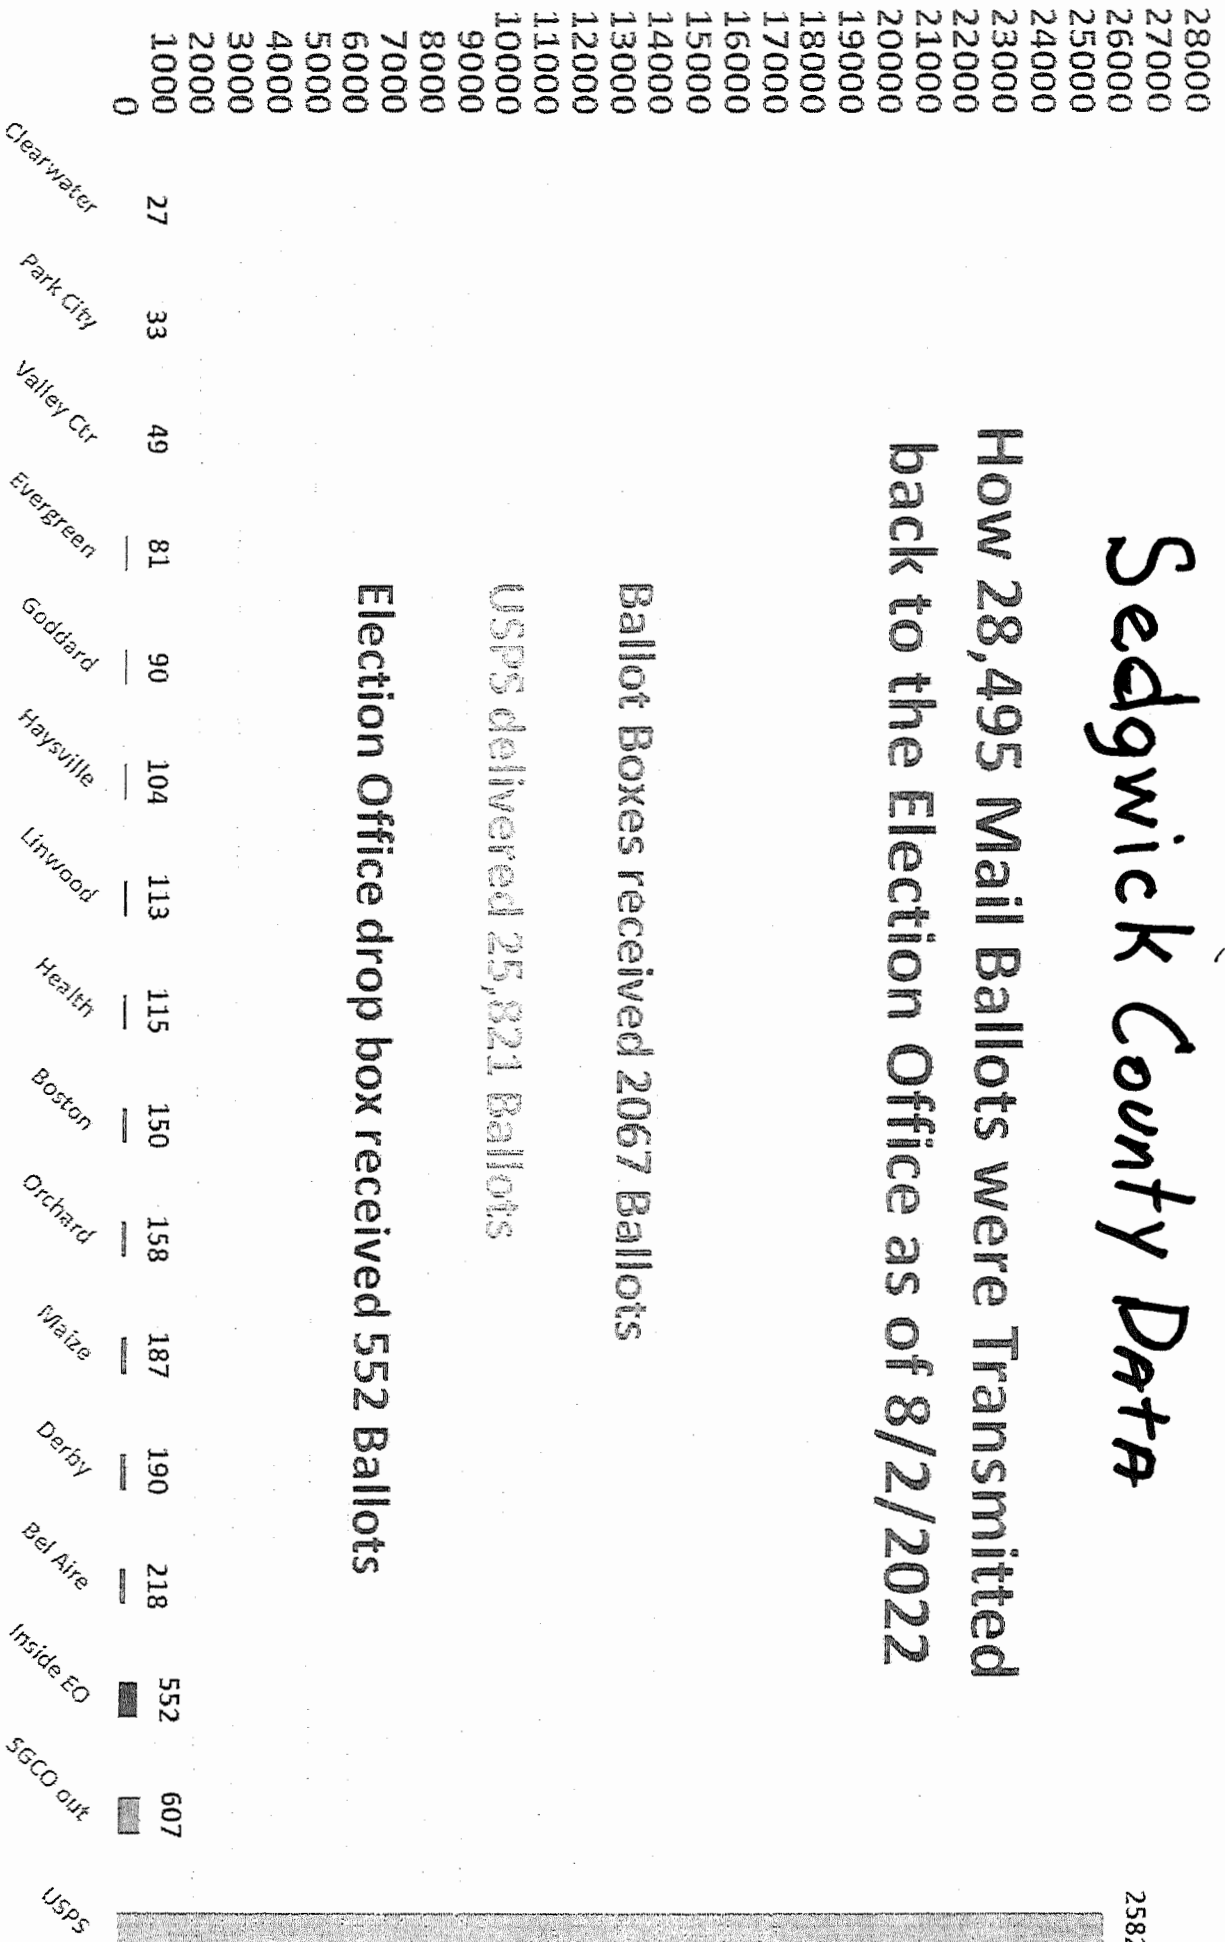 Sedgwick County DATA
How 28,495 Mail Ballots were Transmitted
back to the Election Office as of 8/2/2022
Ballot Boxes received 2067 Ballots
USPS delivered 25,821 Ballots
Election Office drop box received 552 Ballots
28000
27000
26000
25000
24000
23000
22000
21000
20000
19000
18000
17000
16000
15000
14000
13000
12000
11000
10000
9000
8000
7000
6000
5000
4000
3000
2000
1000
0
27
33
49
81
90
104
113
115
150
158
187
190
218
552
607
2582
Clearwater
Park City
Valley Ctr
Evergreen
Goddard
Haysville
Linwood
Health
Boston
Orchard
Maize
Derby
Bel Aire
Inside EO
SGCO out
USPS